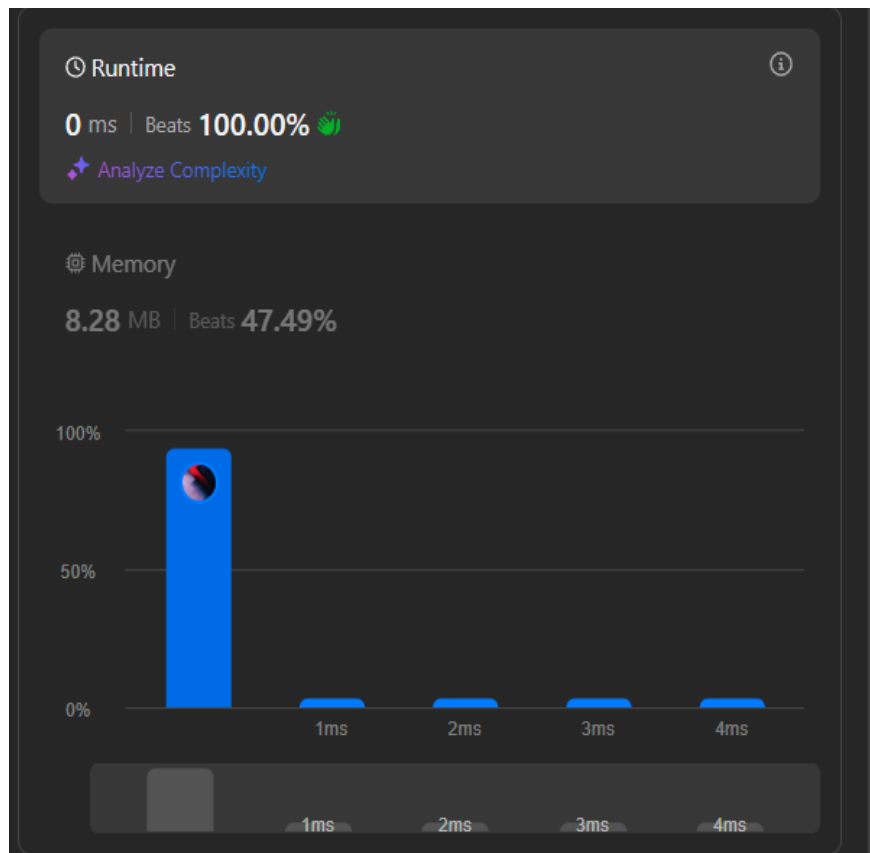 Runtime
0 ms | Beats 100.00%
Analyze Complexity
Memory
8.28 MB | Beats 47.49%
100%
50%
0%
1ms 2ms 3ms 4ms
1ms 2ms 3ms 4ms